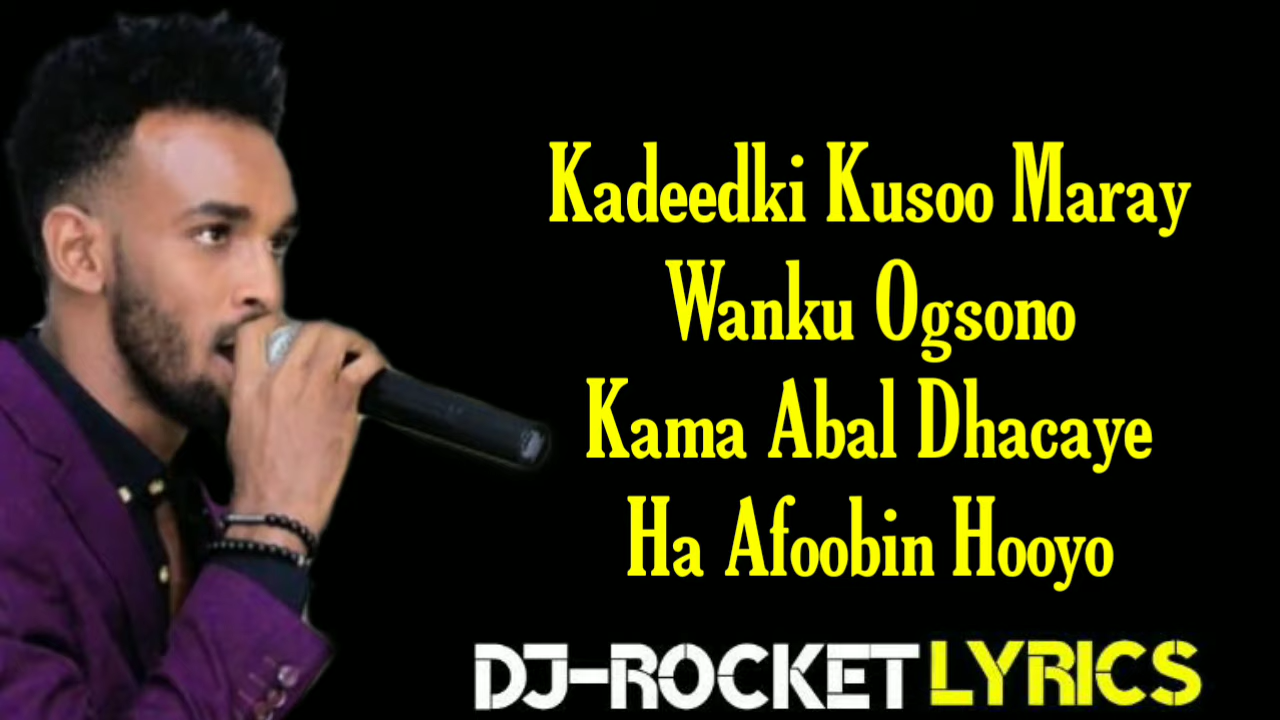 Kadeedki Kusoo Maray
Wanku Ogsono
Kama Abal Dhacaye
Ha Afoobin Hooyo
DJ-ROCKET LYRICS